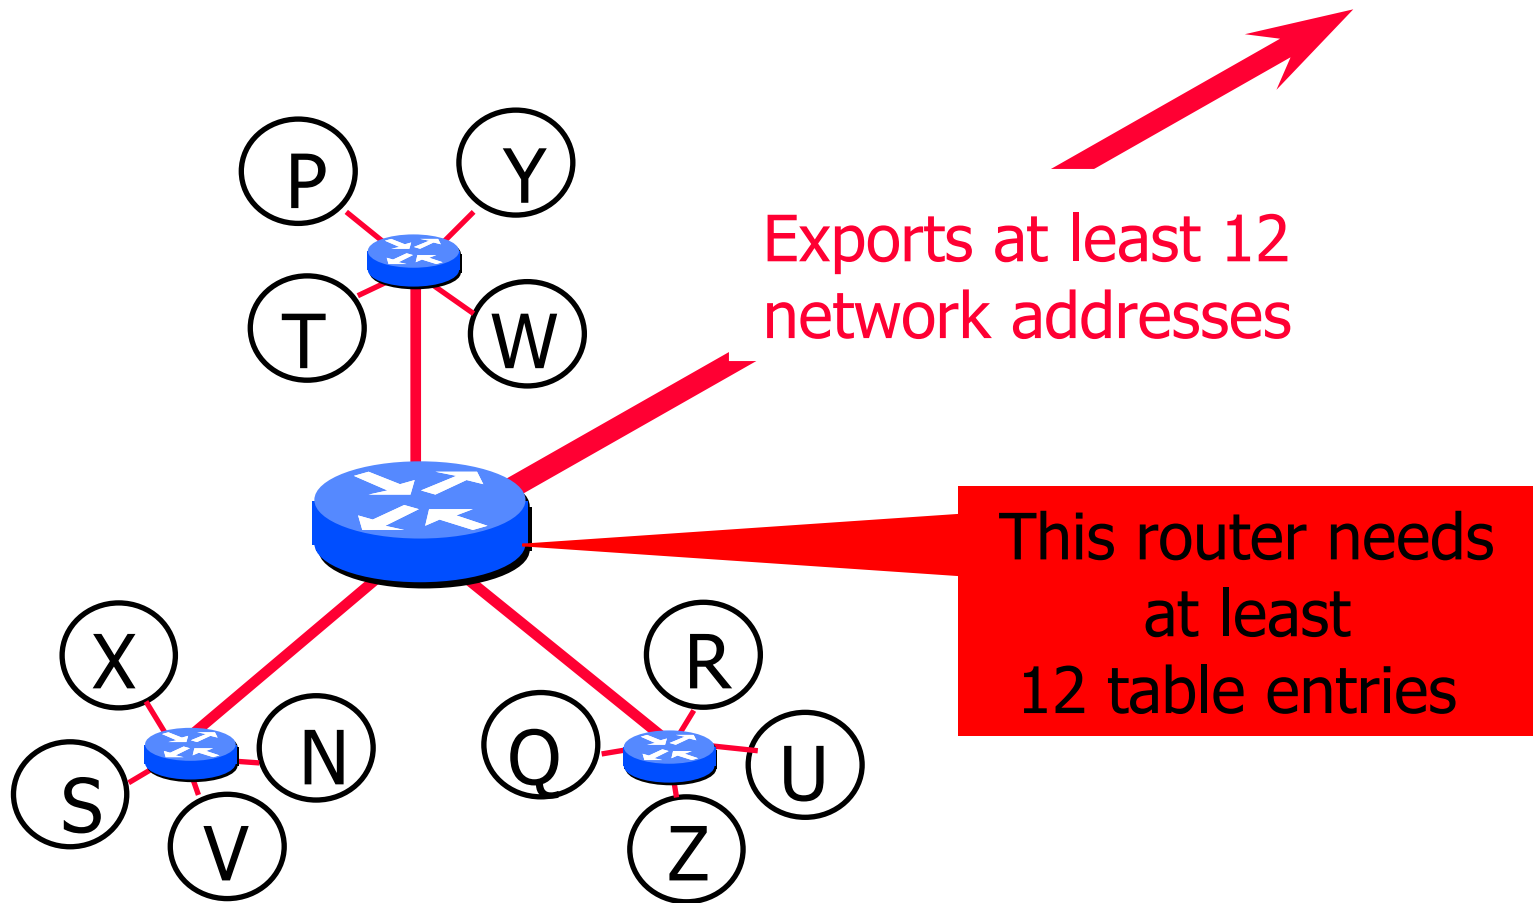 P
Y
T
W
Exports at least 12
network addresses
This router needs
at least
12 table entries
X
N
S
V
R
Q
U
Z